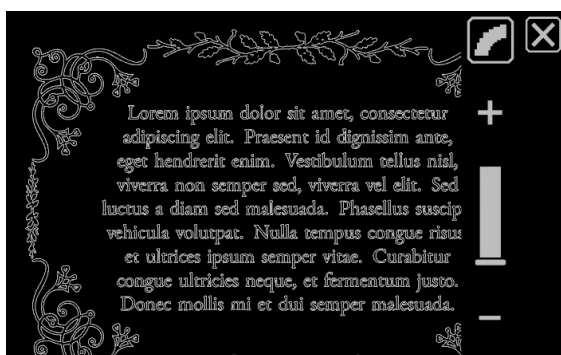 Lorem ipsum dolor sit amet, consectetur
adipiscing elit. Praesent id dignissim ante,
eget hendrerit enim. Vestibulum tellus nisl,
viverra non semper sed, viverra vel elit. Sed
luctus a diam sed malesuada. Phasellus suscip
vehicula volutpat. Nulla tempus congue risus
et ultrices ipsum semper vitae. Curabitur
congue ultricies neque, et fermentum justo.
Donec mollis mi et dui semper malesuada.